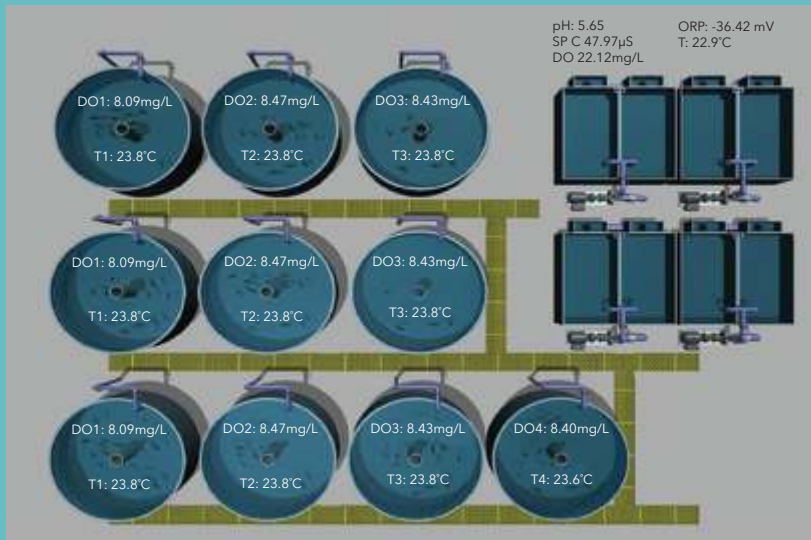 pH: 5.65
SP C 47.97µS
DO 22.12mg/L
ORP: -36.42 mV
T: 22.9°C
DO1: 8.09mg/L
DO2: 8.47mg/L
DO3: 8.43mg/L
T1: 23.8°C
T2: 23.8°C
T3: 23.8°C
DO1: 8.09mg/L
DO2: 8.47mg/L
DO3: 8.43mg/L
T1: 23.8°C
T2: 23.8°C
T3: 23.8°C
DO1: 8.09mg/L
DO2: 8.47mg/L
DO3: 8.43mg/L
DO4: 8.40mg/L
T1: 23.8°C
T2: 23.8°C
T3: 23.8°C
T4: 23.6°C